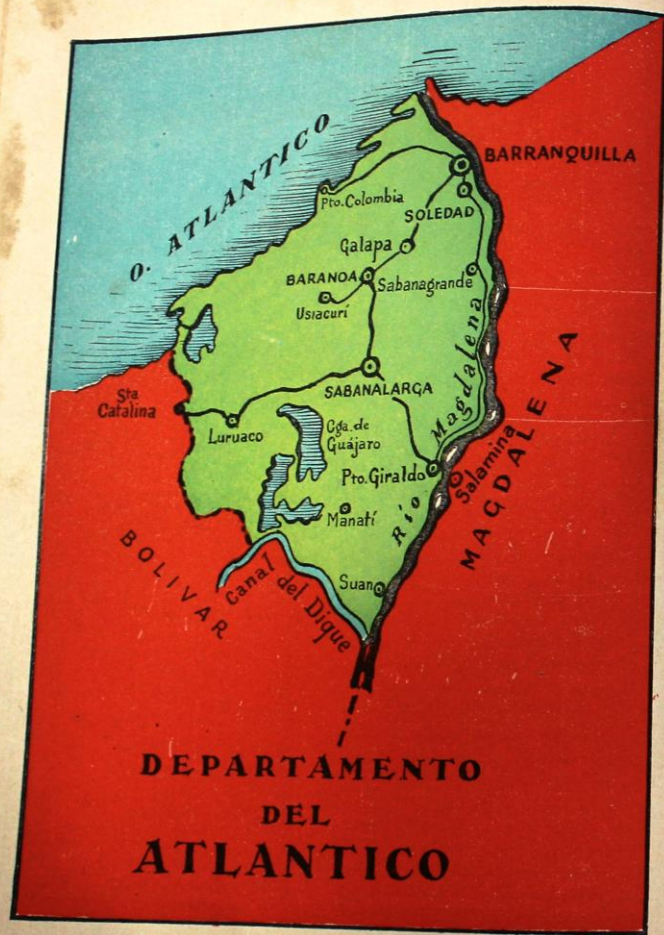 O. ATLANTICO
BARRANQUILLA
Pto. Colombia
SOLEDAD
Galapa
BARANOA
Sabanagrande
Usiacurí
SABANALARGA
Sta
Catalina
Luruaco
Cga. de
Guájaro
Pto. Giraldo
Río Magdalena
Salamina
MAGDALENA
Manatí
BOLIVAR
Canal del Dique
Suan
DEPARTAMENTO
DEL
ATLANTICO